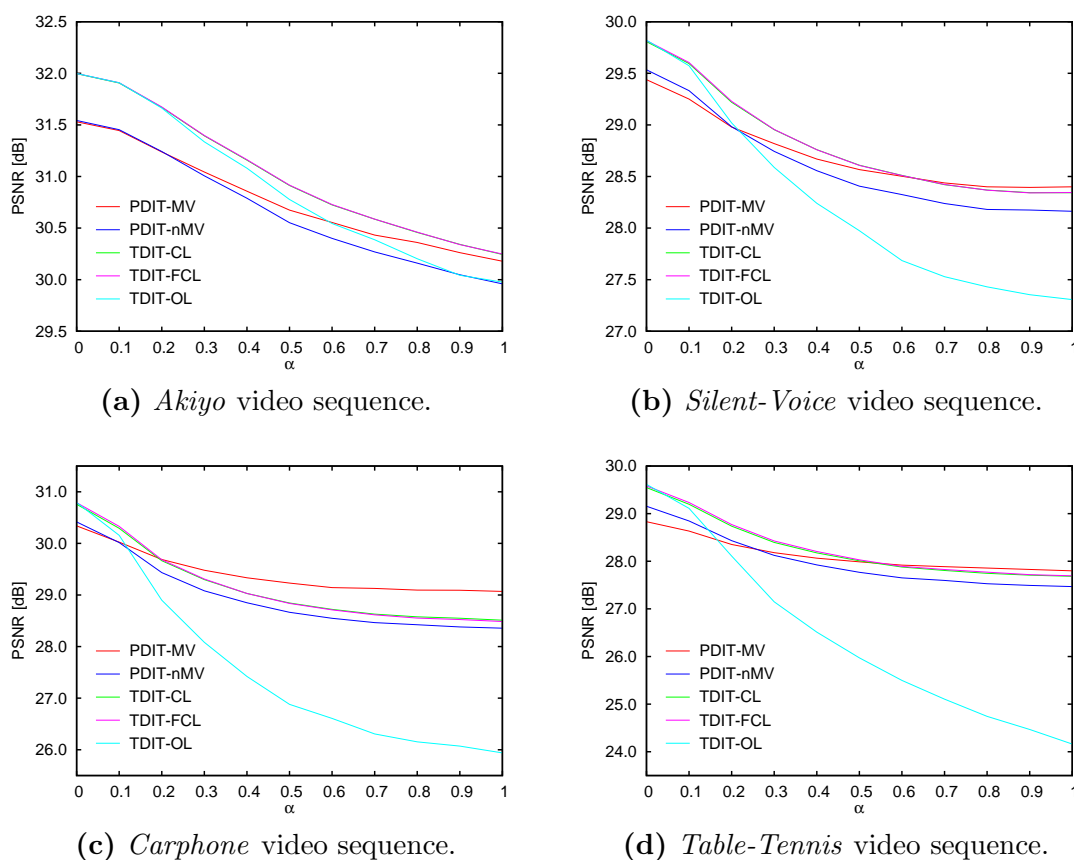 32.5
32.0
31.5
31.0
30.5
30.0
29.5
PSNR [dB]
PDIT-MV
PDIT-nMV
TDIT-CL
TDIT-FCL
TDIT-OL
0 0.1 0.2 0.3 0.4 0.5 0.6 0.7 0.8 0.9 1
α
(a) Akiyo video sequence.
30.0
29.5
29.0
28.5
28.0
27.5
27.0
PSNR [dB]
PDIT-MV
PDIT-nMV
TDIT-CL
TDIT-FCL
TDIT-OL
0 0.1 0.2 0.3 0.4 0.5 0.6 0.7 0.8 0.9 1
α
(b) Silent-Voice video sequence.
31.0
30.0
29.0
28.0
27.0
26.0
PSNR [dB]
PDIT-MV
PDIT-nMV
TDIT-CL
TDIT-FCL
TDIT-OL
0 0.1 0.2 0.3 0.4 0.5 0.6 0.7 0.8 0.9 1
α
(c) Carphone video sequence.
30.0
29.0
28.0
27.0
26.0
25.0
24.0
PSNR [dB]
PDIT-MV
PDIT-nMV
TDIT-CL
TDIT-FCL
TDIT-OL
0 0.1 0.2 0.3 0.4 0.5 0.6 0.7 0.8 0.9 1
α
(d) Table-Tennis video sequence.